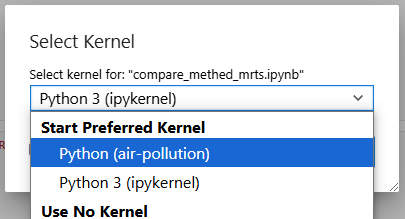 Select Kernel
Select kernel for: "compare_methed_mrts.ipynb"
Python 3 (ipykernel)
Start Preferred Kernel
Python (air-pollution)
Python 3 (ipykernel)
Use No Kernel